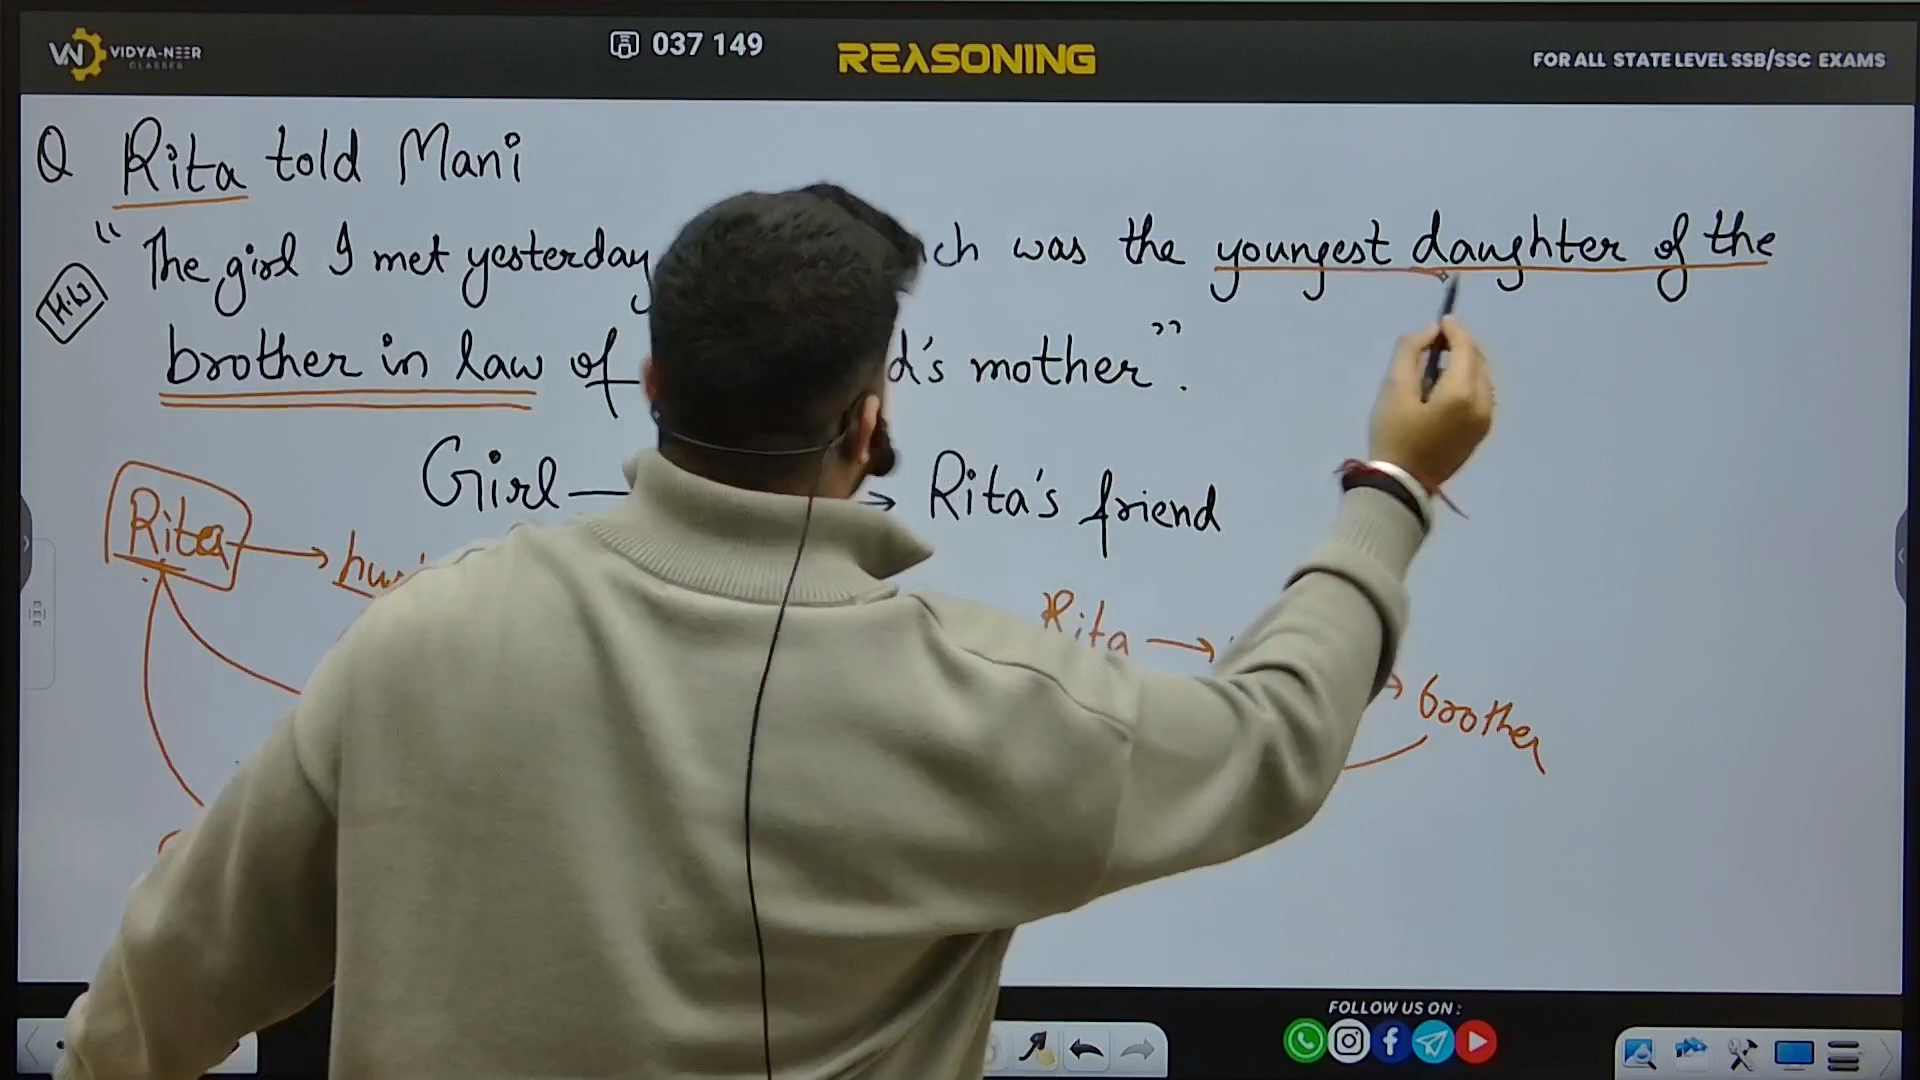 VIDYA-NEER
CLASSES
037 149
REASONING
FOR ALL STATE LEVEL SSB/SSC EXAMS
Q Rita told Mani
"The girl I met yesterday was the youngest daughter of the
H.W
brother in law of mother".
Girl → Rita's friend
Rita →
Rita →
brother
FOLLOW US ON :